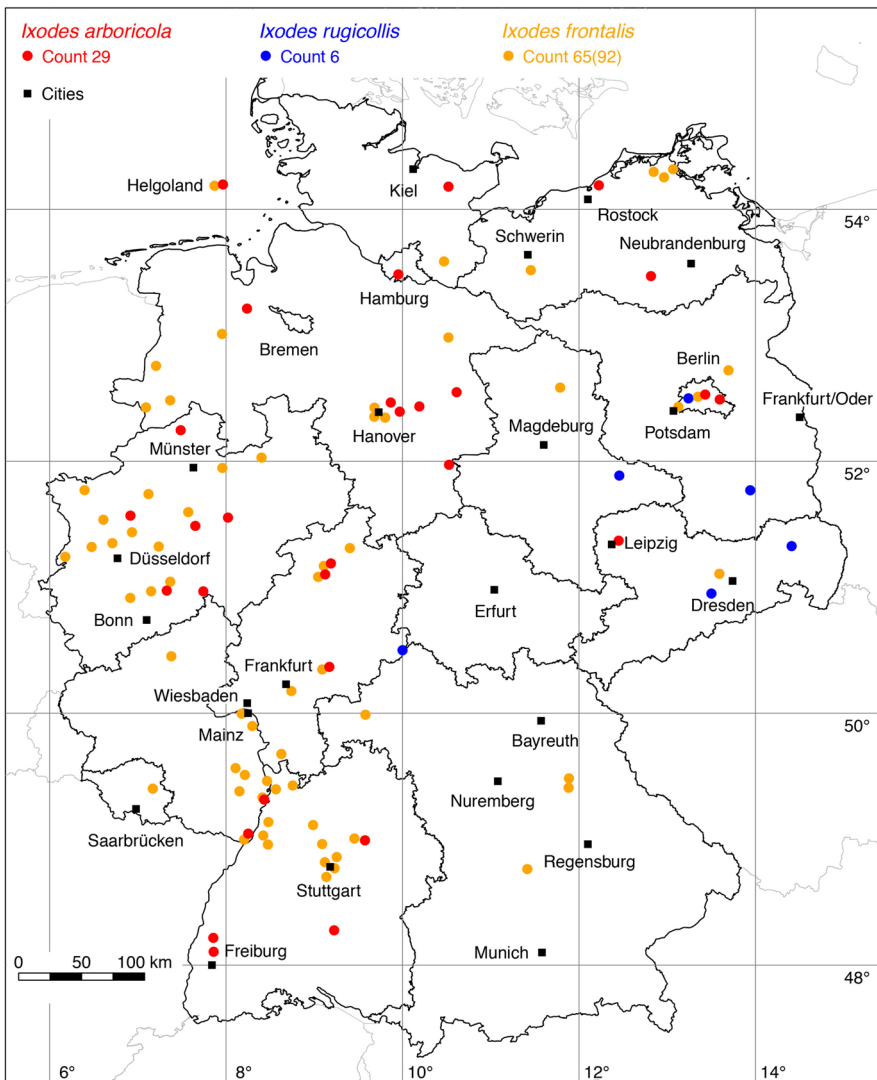 Ixodes arboricola Ixodes rugicollis Ixodes frontalis
Count 29 Count 6 Count 65(92)
Cities
Helgoland
Kiel
54°
Rostock
Schwerin
Neubrandenburg
Hamburg
Bremen
Berlin
Frankfurt/Oder
Hanover
Magdeburg
Potsdam
Münster
52°
Düsseldorf
Leipzig
Erfurt
Dresden
Bonn
Frankfurt
Wiesbaden
50°
Mainz
Bayreuth
Nuremberg
Saarbrücken
Regensburg
Stuttgart
Freiburg
Munich
0 50 100 km
48°
6° 8° 10° 12° 14°